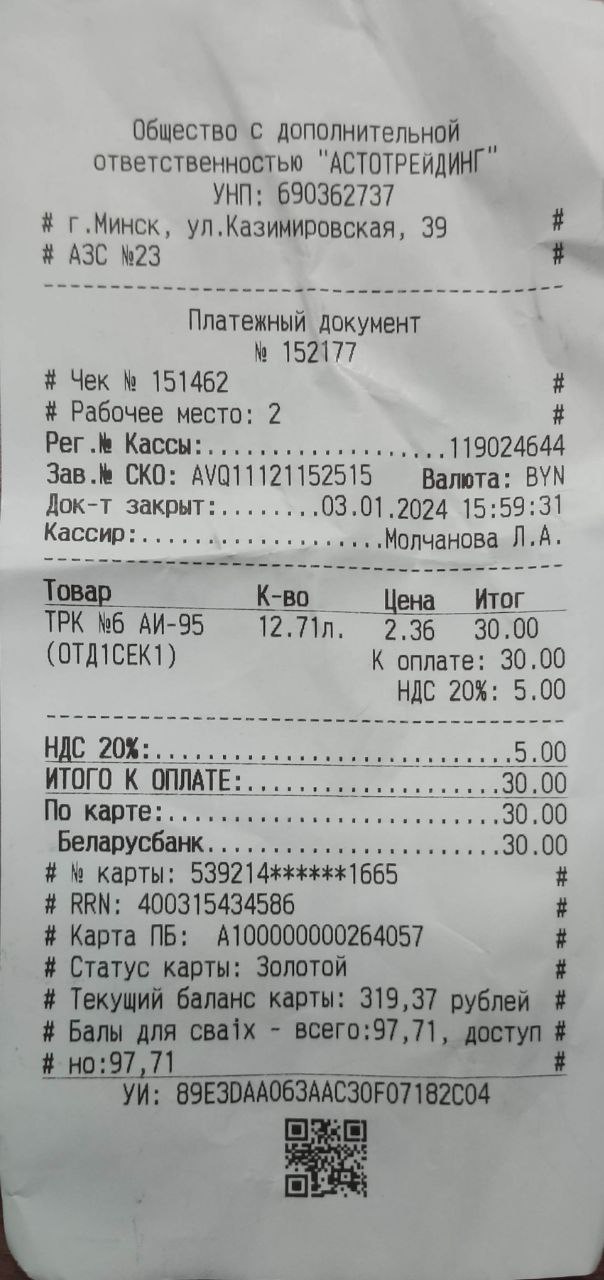 Общество с дополнительной
ответственностью "АСТОТРЕЙДИНГ"
УНП: 690362737
# г.Минск, ул.Казимировская, 39 #
# АЗС №23 #
Платежный документ
№ 152177
# Чек № 151462 #
# Рабочее место: 2 #
Рег.№ Кассы:...................119024644
Зав.№ СКО: AVQ11121152515 Валюта: BYN
Док-т закрыт:........03.01.2024 15:59:31
Кассир:...................Молчанова Л.А.
Товар К-во Цена Итог
ТРК №6 АИ-95 12.71л. 2.36 30.00
(ОТД1СЕК1) К оплате: 30.00
НДС 20%: 5.00
НДС 20%:............................5.00
ИТОГО К ОПЛАТЕ:....................30.00
По карте:..........................30.00
Беларусбанк.......................30.00
# № карты: 539214******1665 #
# RRN: 400315434586 #
# Карта ПБ: А100000000264057 #
# Статус карты: Золотой #
# Текущий баланс карты: 319,37 рублей #
# Балы для сваiх - всего:97,71, доступ #
# но:97,71 #
УИ: 89E3DAA063AAC30F07182C04